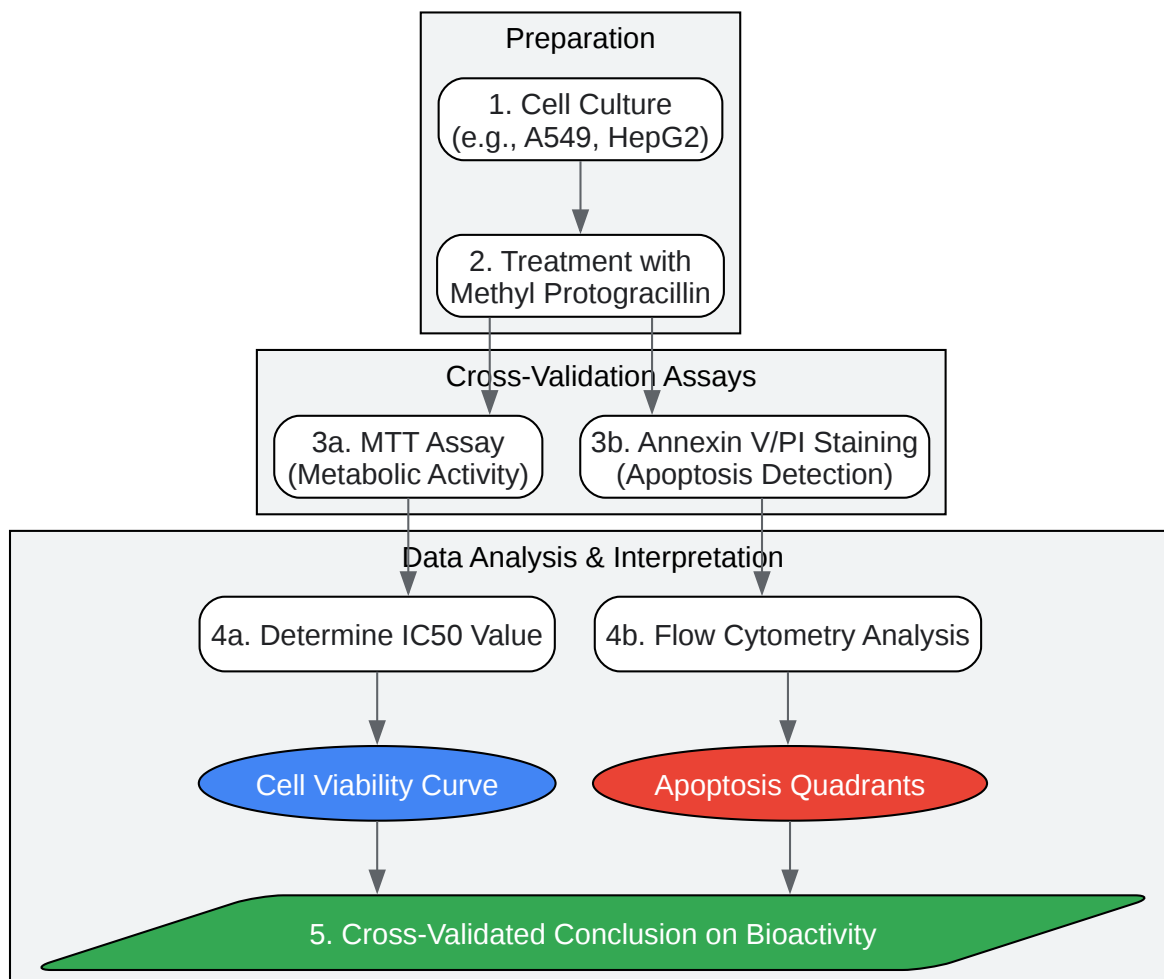 Preparation
1. Cell Culture
(e.g., A549, HepG2)
2. Treatment with
Methyl Protogracillin
Cross-Validation Assays
3a. MTT Assay
(Metabolic Activity)
3b. Annexin V/PI Staining
(Apoptosis Detection)
Data Analysis & Interpretation
4a. Determine IC50 Value
4b. Flow Cytometry Analysis
Cell Viability Curve
Apoptosis Quadrants
5. Cross-Validated Conclusion on Bioactivity